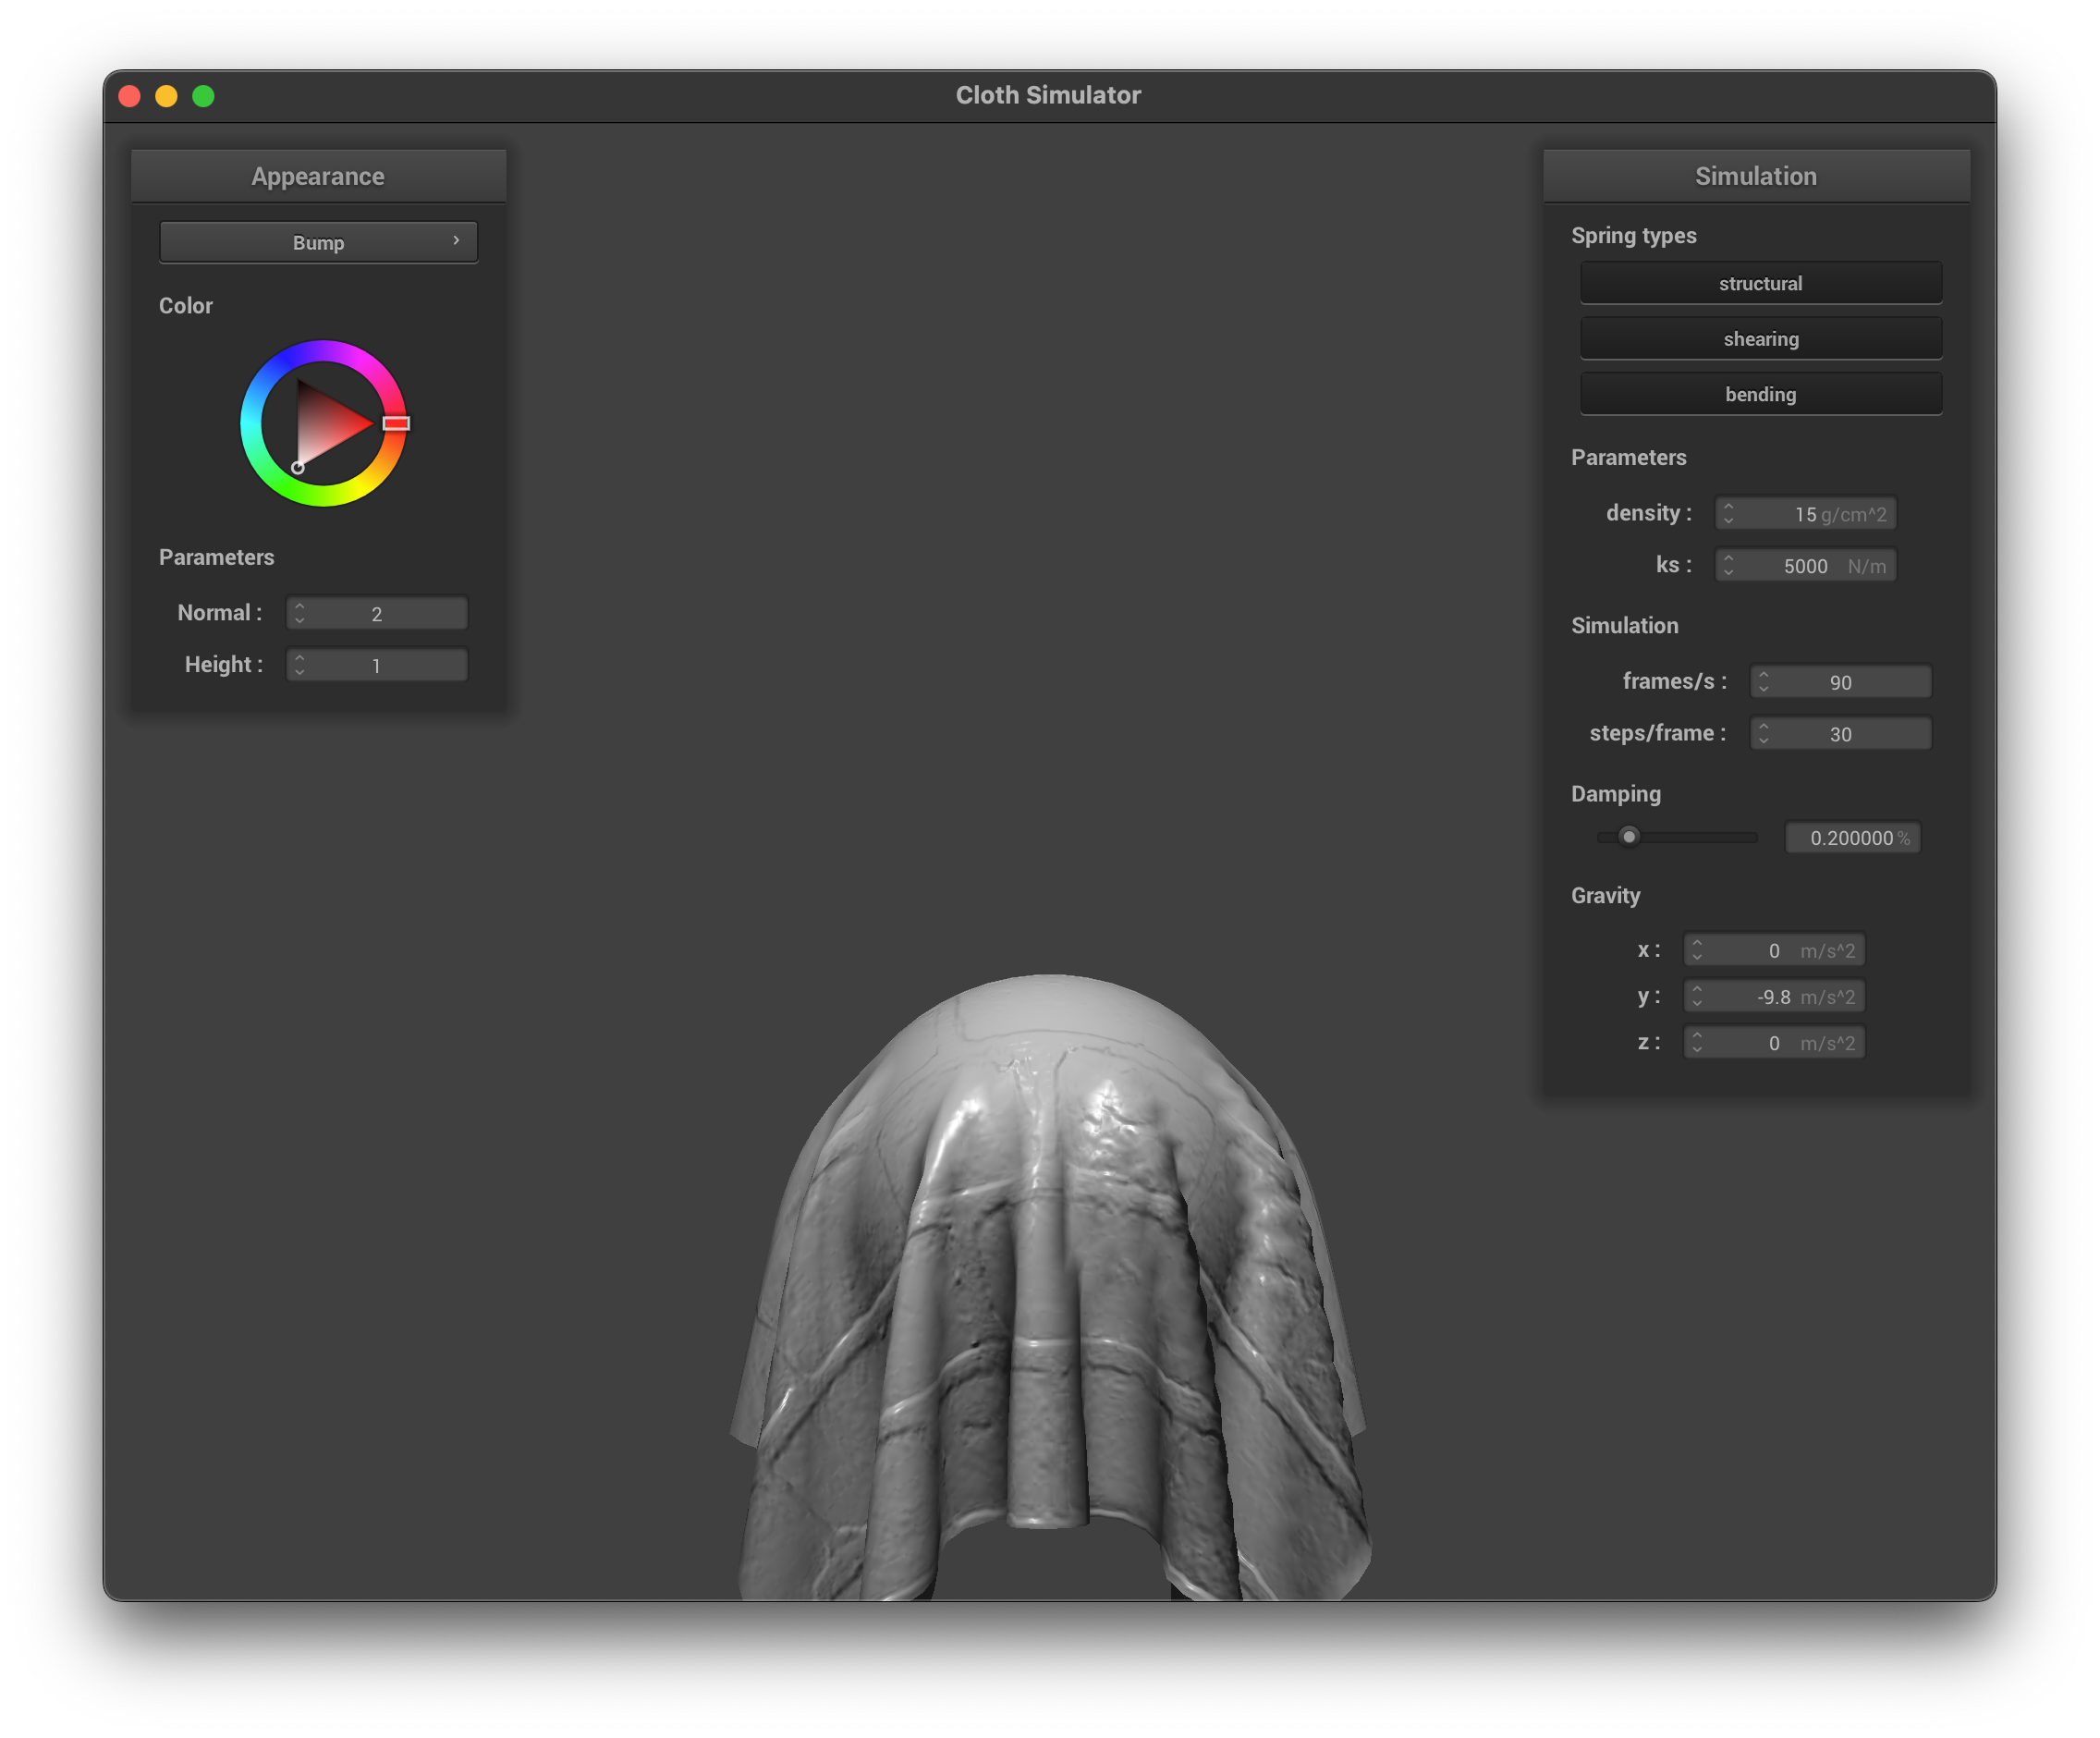 Cloth Simulator
Appearance
Bump
Color
Parameters
Normal : 2
Height : 1
Simulation
Spring types
structural
shearing
bending
Parameters
density : 15 g/cm^2
ks : 5000 N/m
Simulation
frames/s : 90
steps/frame : 30
Damping
0.200000 %
Gravity
x : 0 m/s^2
y : -9.8 m/s^2
z : 0 m/s^2